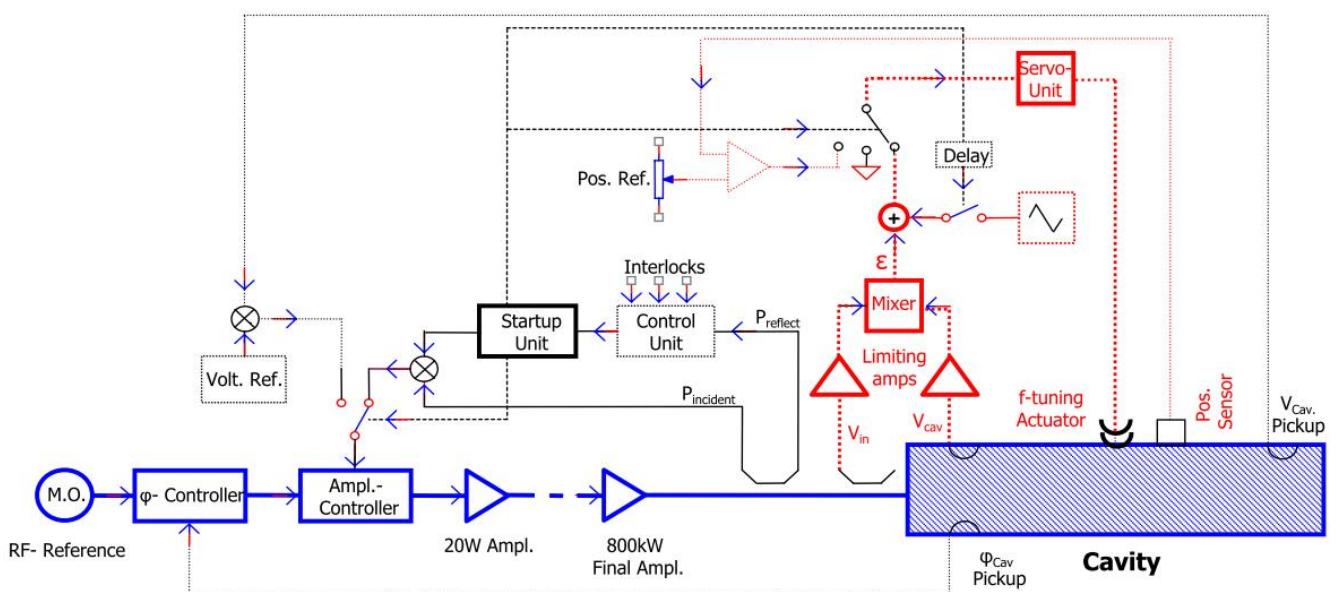 Servo-
Unit
Delay
Pos. Ref.
+
ε
Interlocks
Mixer
Startup
Unit
Control
Unit
P_reflect
Limiting
amps
Volt. Ref.
P_incident
f-tuning
Actuator
Pos.
Sensor
V_Cav.
Pickup
V_in
V_cav
M.O.
φ- Controller
Ampl.-
Controller
RF- Reference
20W Ampl.
800kW
Final Ampl.
φ_Cav
Pickup
Cavity